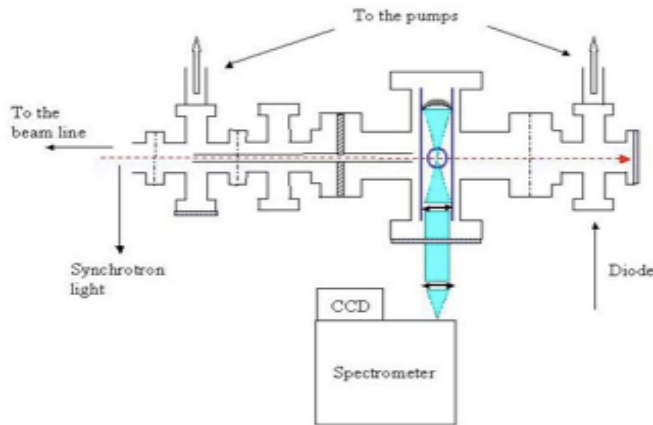 To the pumps
To the
beam line
Synchrotron
light
Diode
CCD
Spectrometer